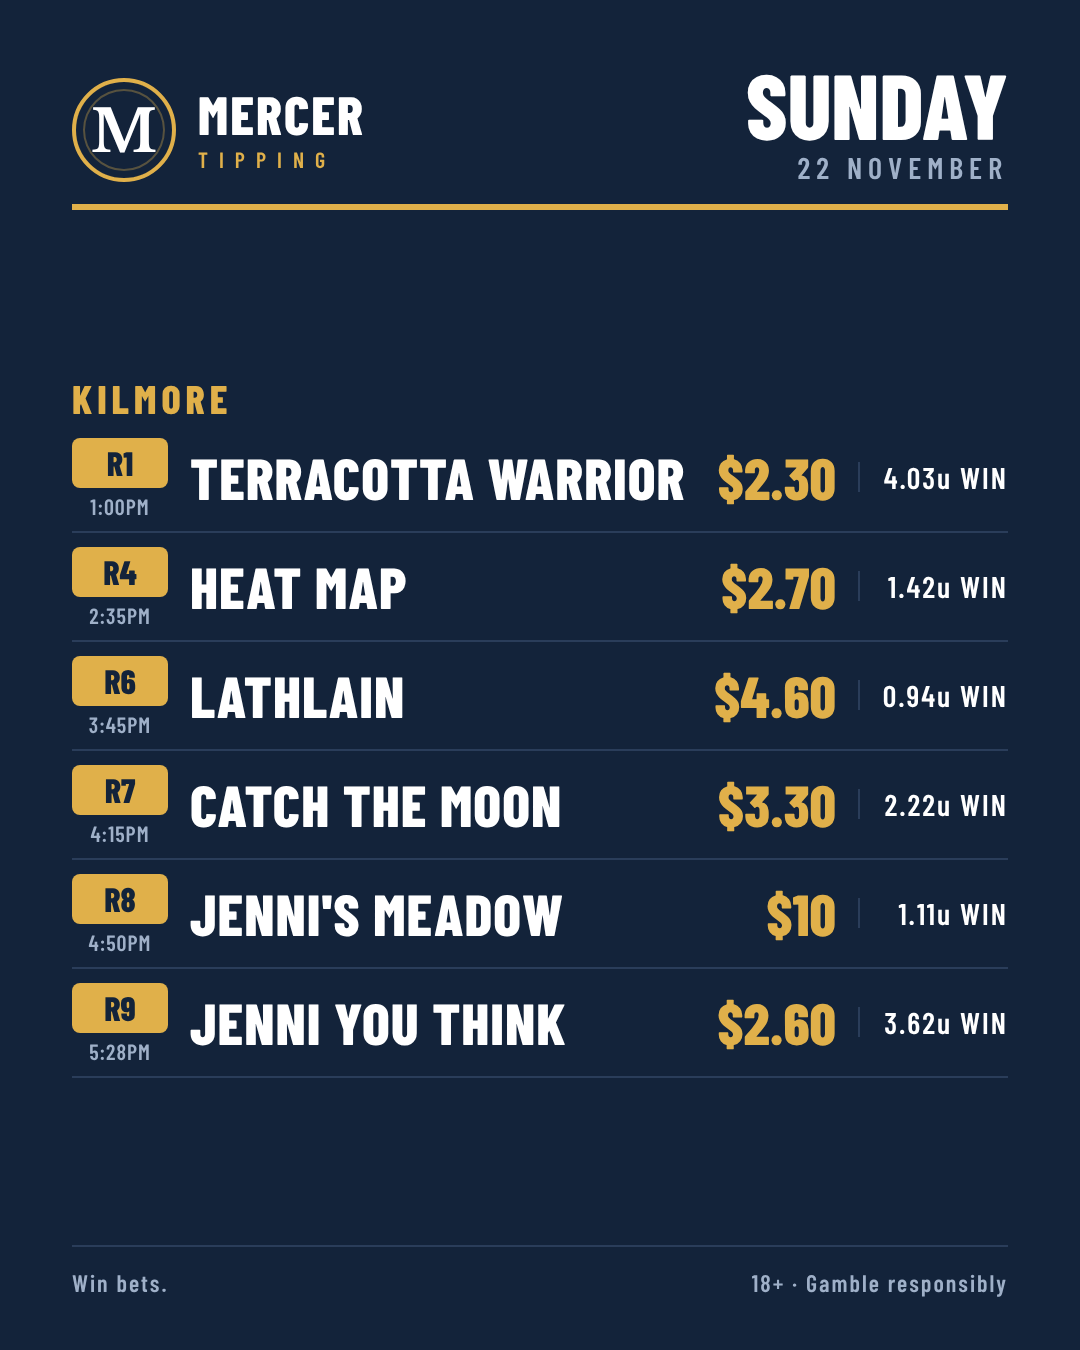 M
MERCER
TIPPING
SUNDAY
22 NOVEMBER
KILMORE
R1 TERRACOTTA WARRIOR $2.30 4.03u WIN
1:00PM
R4 HEAT MAP $2.70 1.42u WIN
2:35PM
R6 LATHLAIN $4.60 0.94u WIN
3:45PM
R7 CATCH THE MOON $3.30 2.22u WIN
4:15PM
R8 JENNI'S MEADOW $10 1.11u WIN
4:50PM
R9 JENNI YOU THINK $2.60 3.62u WIN
5:28PM
Win bets.
18+ · Gamble responsibly